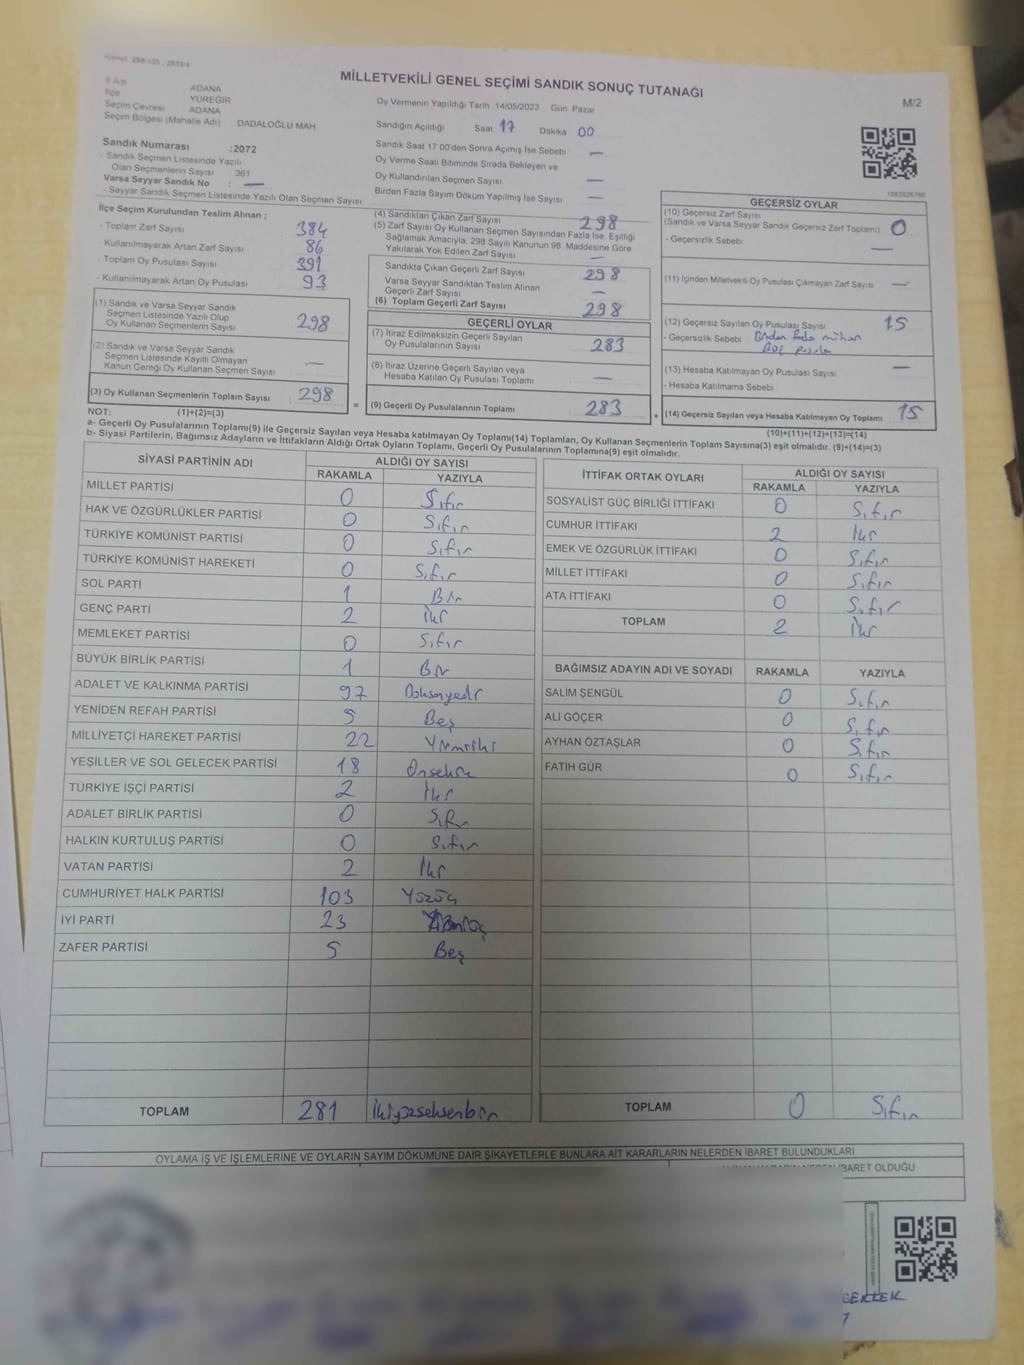 MİLLETVEKİLİ GENEL SEÇİMİ SANDIK SONUÇ TUTANAĞI
M/2
İl Adı ADANA
İlçe YÜREĞİR
Seçim Çevresi ADANA
Seçim Bölgesi (Mahalle Adı) DADALOĞLU MAH
Sandık Numarası :2072
- Sandık Seçmen Listesinde Yazılı
Olan Seçmenlerin Sayısı 361
Varsa Seyyar Sandık No : —
- Seyyar Sandık Seçmen Listesinde Yazılı Olan Seçmen Sayısı
Oy Vermenin Yapıldığı Tarih 14/05/2023 Gün Pazar
Sandığın Açıldığı Saat 17 Dakika 00
Sandık Saat 17 00'den Sonra Açımış İse Sebebi —
Oy Verme Saati Bitiminde Sırada Bekleyen ve
Oy Kullandırılan Seçmen Sayısı —
Birden Fazla Sayım Döküm Yapılmış İse Sayısı —
İlçe Seçim Kurulundan Teslim Alınan ;
- Toplam Zarf Sayısı 384
- Kullanılmayarak Artan Zarf Sayısı 86
- Toplam Oy Pusulası Sayısı 391
- Kullanılmayarak Artan Oy Pusulası 93
(1) Sandık ve Varsa Seyyar Sandık
Seçmen Listesinde Yazılı Olup
Oy Kullanan Seçmenlerin Sayısı 298
(2) Sandık ve Varsa Seyyar Sandık
Seçmen Listesinde Kayıtlı Olmayan
Kanun Gereği Oy Kullanan Seçmen Sayısı —
(3) Oy Kullanan Seçmenlerin Toplam Sayısı 298
(4) Sandıktan Çıkan Zarf Sayısı 298
(5) Zarf Sayısı Oy Kullanan Seçmen Sayısından Fazla İse, Eşitliği
Sağlamak Amacıyla, 298 Sayılı Kanunun 98. Maddesine Göre
Yakılarak Yok Edilen Zarf Sayısı —
Sandıkta Çıkan Geçerli Zarf Sayısı 298
Varsa Seyyar Sandıktan Teslim Alınan
Geçerli Zarf Sayısı —
(6) Toplam Geçerli Zarf Sayısı 298
GEÇERLİ OYLAR
(7) İtiraz Edilmeksizin Geçerli Sayılan
Oy Pusulalarının Sayısı 283
(8) İtiraz Üzerine Geçerli Sayılan veya
Hesaba Katılan Oy Pusulası Toplamı —
= (9) Geçerli Oy Pusulalarının Toplamı 283
GEÇERSİZ OYLAR
(10) Geçersiz Zarf Sayısı
(Sandık ve Varsa Seyyar Sandık Geçersiz Zarf Toplamı) 0
- Geçersizlik Sebebi —
(11) İçinden Milletvekili Oy Pusulası Çıkmayan Zarf Sayısı —
(12) Geçersiz Sayılan Oy Pusulası Sayısı 15
- Geçersizlik Sebebi Birden fazla mühür
(13) Hesaba Katılmayan Oy Pusulası Sayısı —
- Hesaba Katılmama Sebebi
+ (14) Geçersiz Sayılan veya Hesaba Katılmayan Oy Toplamı 15
NOT: (1)+(2)=(3) (10)+(11)+(12)+(13)=(14)
a- Geçerli Oy Pusulalarının Toplamı(9) ile Geçersiz Sayılan veya Hesaba katılmayan Oy Toplamı(14) Toplamları, Oy Kullanan Seçmenlerin Toplam Sayısına(3) eşit olmalıdır. (9)+(14)=(3)
b- Siyasi Partilerin, Bağımsız Adayların ve İttifakların Aldığı Ortak Oyların Toplamı, Geçerli Oy Pusulalarının Toplamına(9) eşit olmalıdır.
SİYASİ PARTİNİN ADI ALDIĞI OY SAYISI
RAKAMLA YAZIYLA
MİLLET PARTİSİ 0 Sıfır
HAK VE ÖZGÜRLÜKLER PARTİSİ 0 Sıfır
TÜRKİYE KOMÜNİST PARTİSİ 0 Sıfır
TÜRKİYE KOMÜNİST HAREKETİ 0 Sıfır
SOL PARTİ 1 Bir
GENÇ PARTİ 2 İki
MEMLEKET PARTİSİ 0 Sıfır
BÜYÜK BİRLİK PARTİSİ 1 Bir
ADALET VE KALKINMA PARTİSİ 97 Doksanyedi
YENİDEN REFAH PARTİSİ 5 Beş
MİLLİYETÇİ HAREKET PARTİSİ 22 Yirmiiki
YEŞİLLER VE SOL GELECEK PARTİSİ 18 Onsekiz
TÜRKİYE İŞÇİ PARTİSİ 2 İki
ADALET BİRLİK PARTİSİ 0 Sıfır
HALKIN KURTULUŞ PARTİSİ 0 Sıfır
VATAN PARTİSİ 2 İki
CUMHURİYET HALK PARTİSİ 103 Yüzüç
İYİ PARTİ 23 Yirmiüç
ZAFER PARTİSİ 5 Beş
TOPLAM 281 İkiyüzseksenbir
İTTİFAK ORTAK OYLARI ALDIĞI OY SAYISI
RAKAMLA YAZIYLA
SOSYALİST GÜÇ BİRLİĞİ İTTİFAKI 0 Sıfır
CUMHUR İTTİFAKI 2 İki
EMEK VE ÖZGÜRLÜK İTTİFAKI 0 Sıfır
MİLLET İTTİFAKI 0 Sıfır
ATA İTTİFAKI 0 Sıfır
TOPLAM 2 İki
BAĞIMSIZ ADAYIN ADI VE SOYADI RAKAMLA YAZIYLA
SALİM ŞENGÜL 0 Sıfır
ALİ GÖÇER 0 Sıfır
AYHAN ÖZTAŞLAR 0 Sıfır
FATİH GÜR 0 Sıfır
TOPLAM 0 Sıfır
OYLAMA İŞ VE İŞLEMLERİNE VE OYLARIN SAYIM DÖKÜMÜNE DAİR ŞİKAYETLERLE BUNLARA AİT KARARLARIN NELERDEN İBARET BULUNDUKLARI
İBARET OLDUĞU